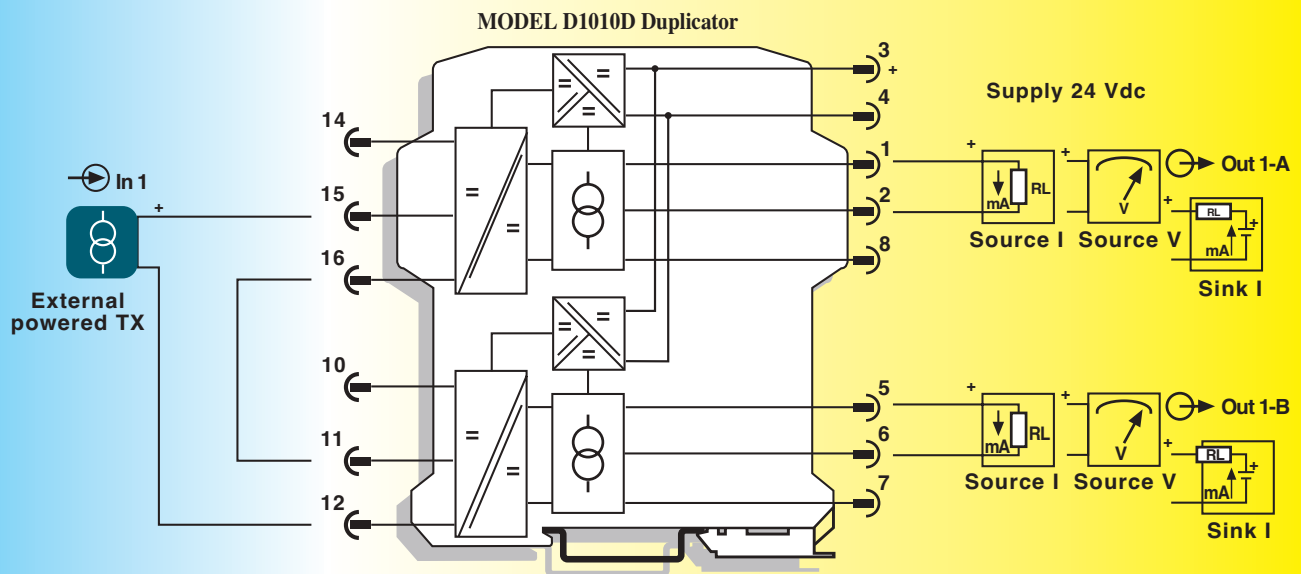 MODEL D1010D Duplicator
3
+
Supply 24 Vdc
4
14
1
+
+
Out 1-A
In 1
15
+
mA
RL
V
2
+
RL
+
mA
Source I
Source V
16
8
Sink I
External
powered TX
10
5
+
+
Out 1-B
11
mA
RL
V
6
+
RL
+
mA
Source I
Source V
12
7
Sink I